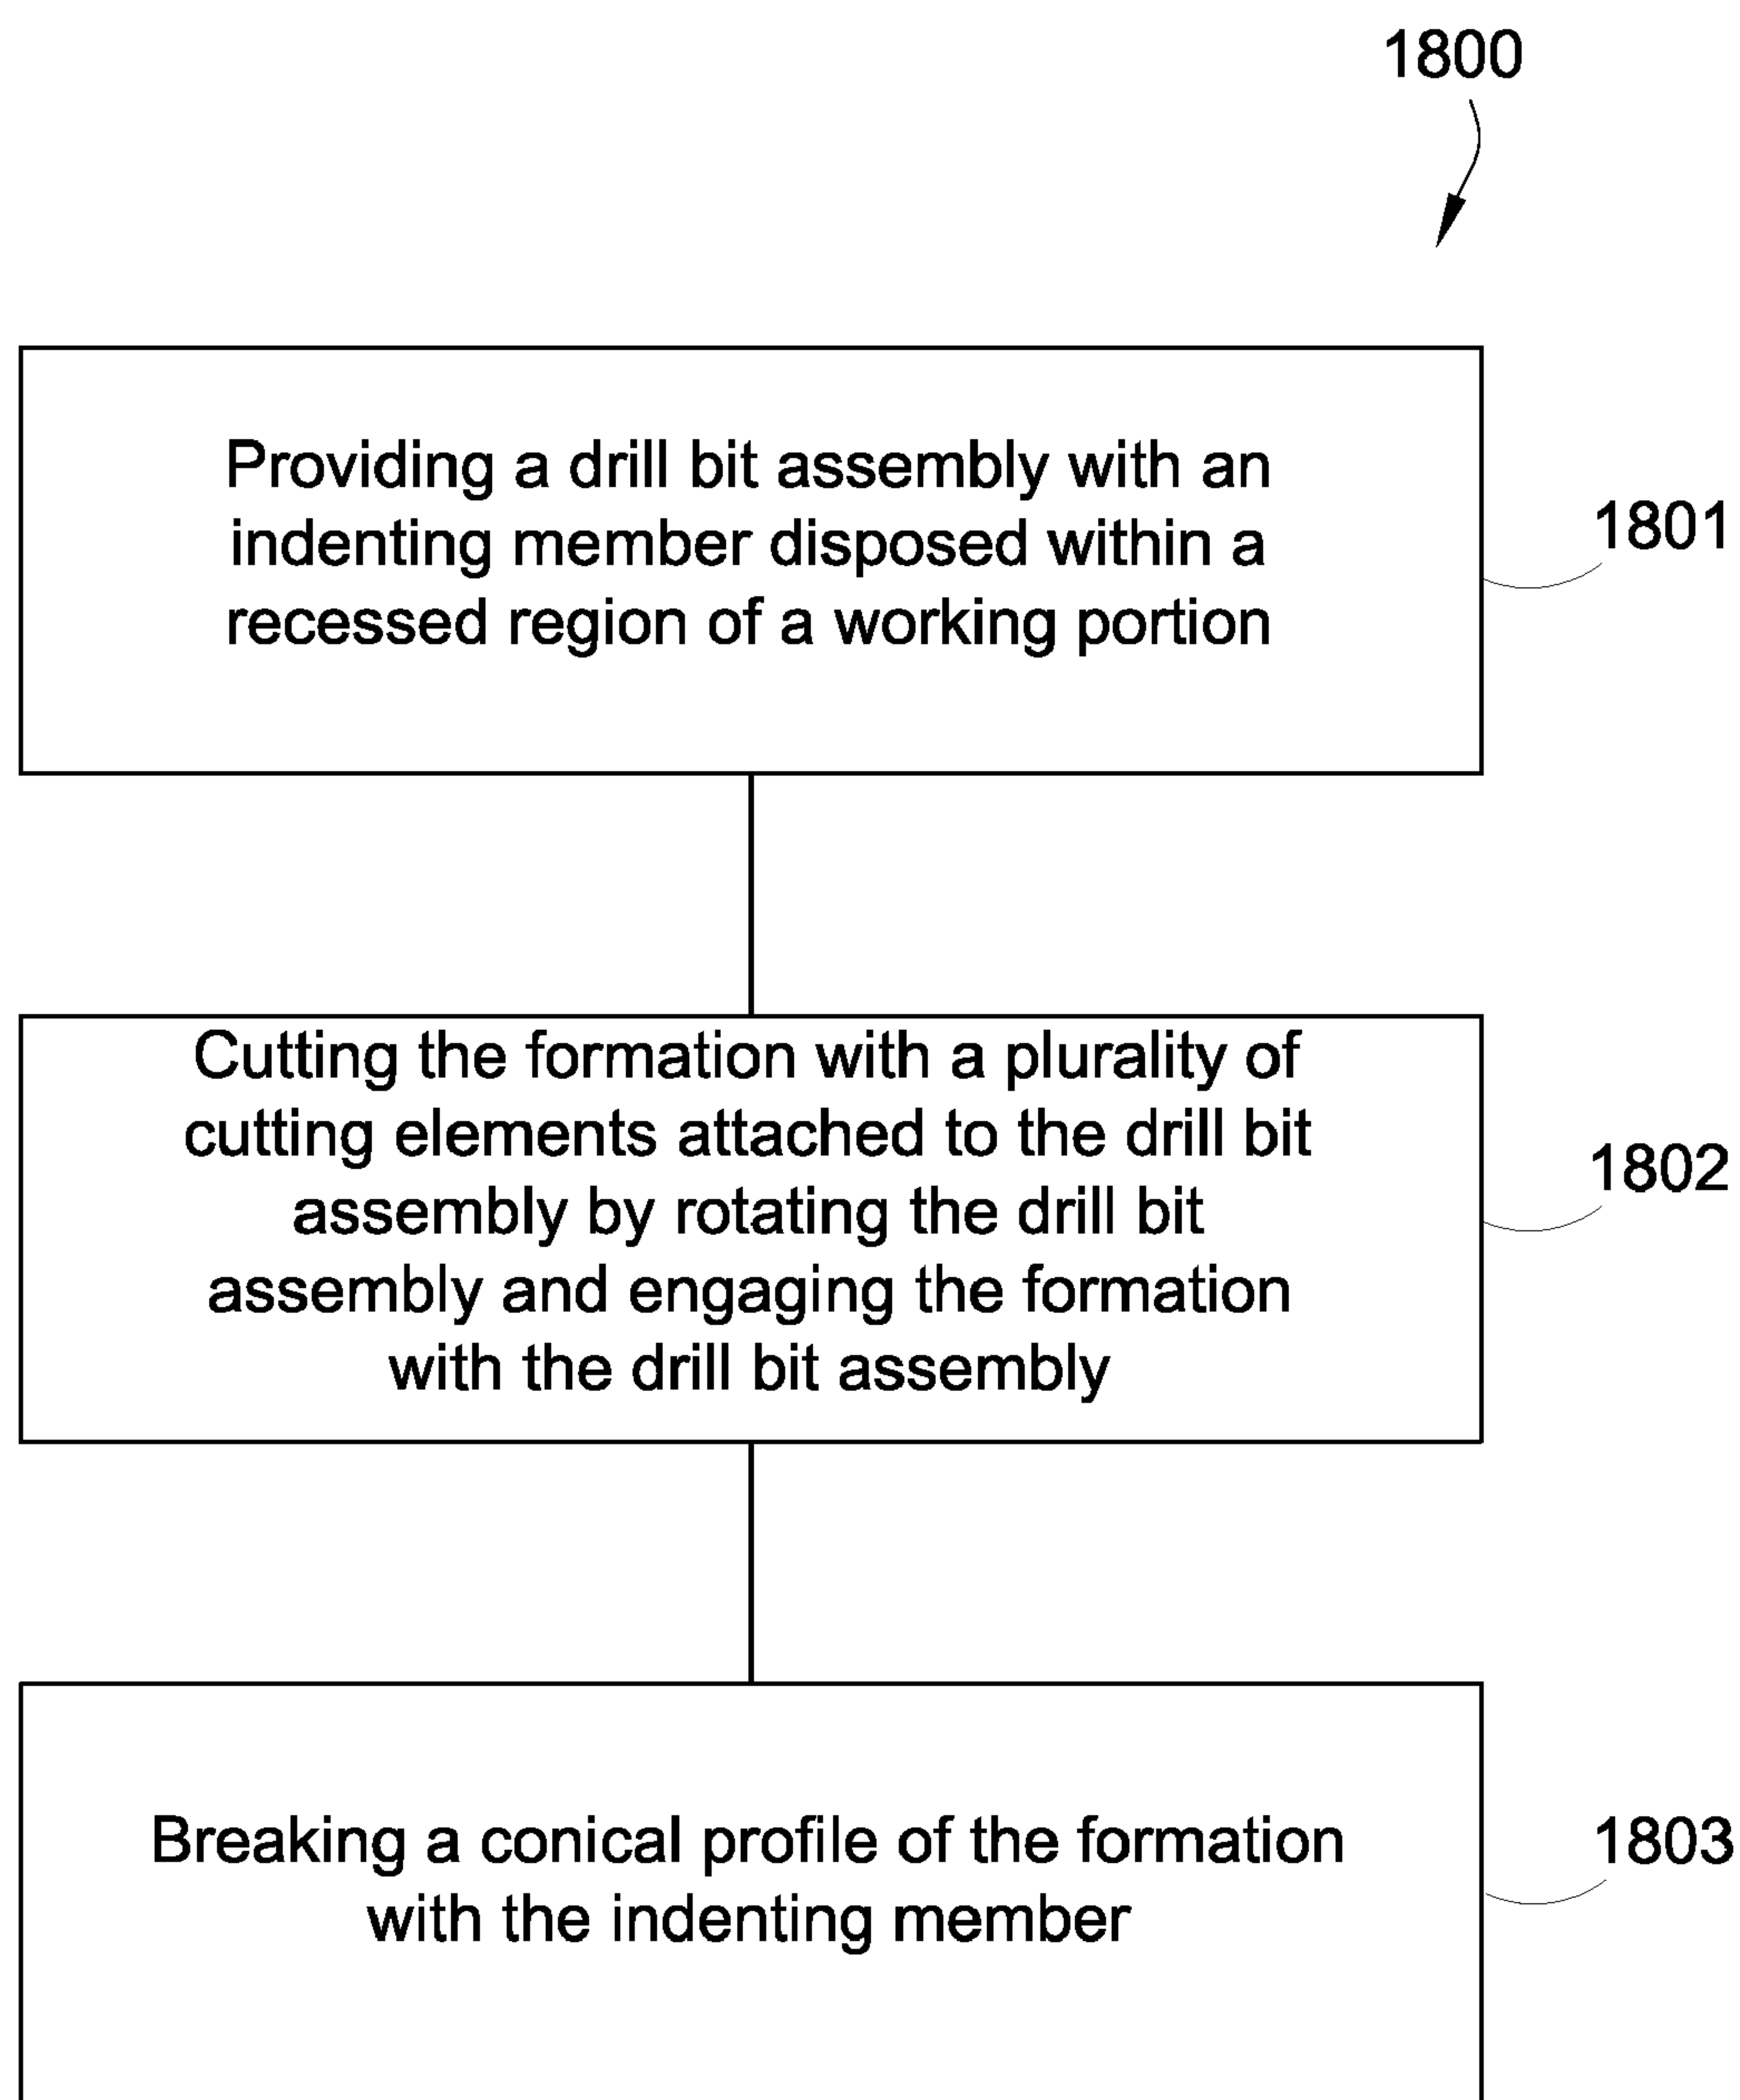 1800
Providing a drill bit assembly with an
indenting member disposed within a
recessed region of a working portion
1801
Cutting the formation with a plurality of
cutting elements attached to the drill bit
assembly by rotating the drill bit
assembly and engaging the formation
with the drill bit assembly
1802
Breaking a conical profile of the formation
with the indenting member
1803